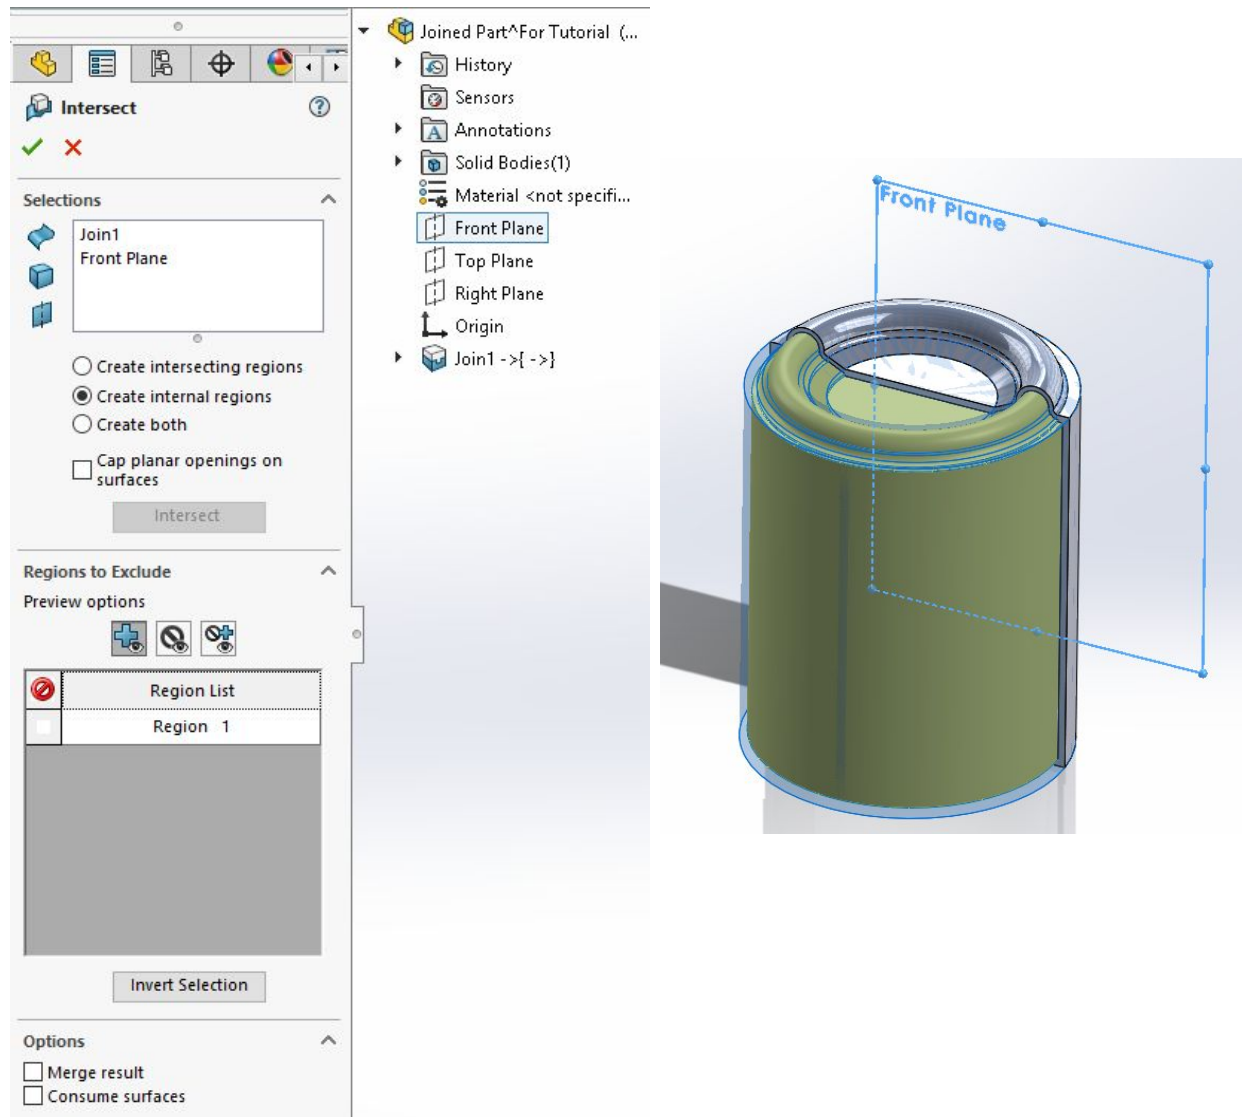 Intersect
Selections
Join1
Front Plane
Create intersecting regions
Create internal regions
Create both
Cap planar openings on
surfaces
Intersect
Regions to Exclude
Preview options
Region List
Region 1
Invert Selection
Options
Merge result
Consume surfaces
Joined Part^For Tutorial (...
History
Sensors
Annotations
Solid Bodies(1)
Material <not specifi...
Front Plane
Top Plane
Right Plane
Origin
Join1 ->{ ->}
Front Plane